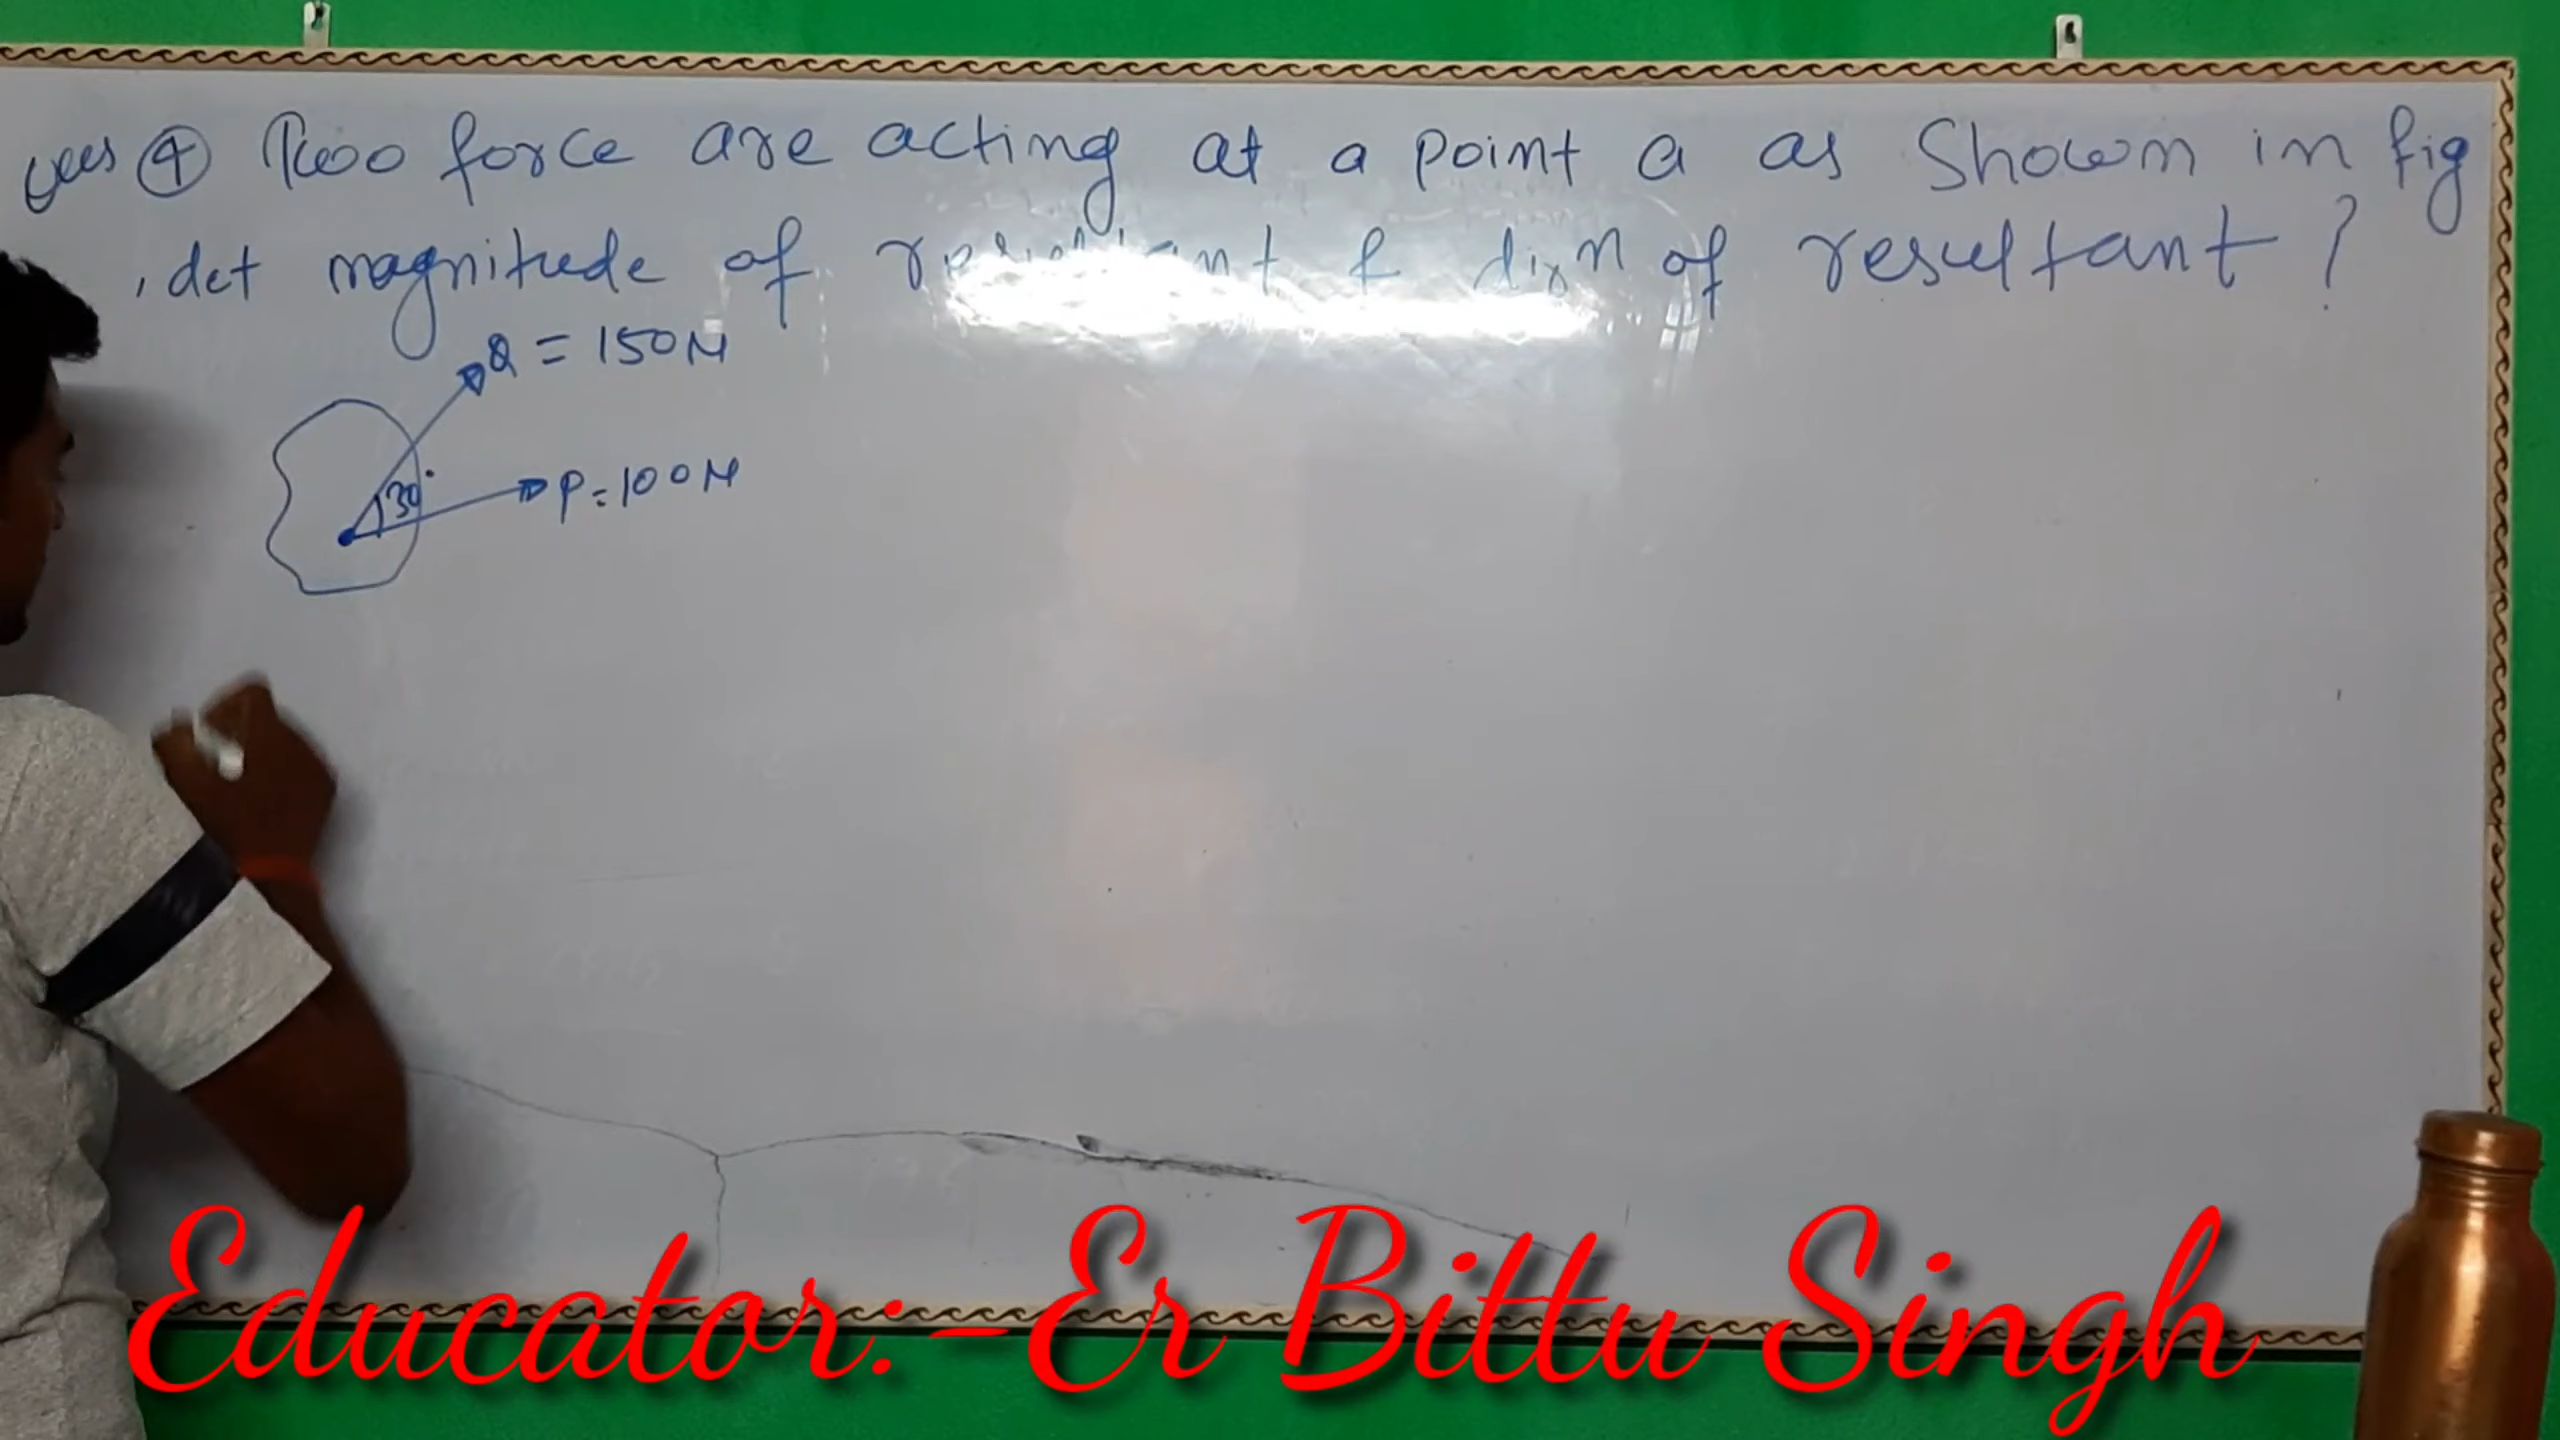 Ques ④ Two force are acting at a point a as shown in fig
, det magnitude of resultant & dirn of resultant ?
Q = 150N
30°
P = 100N
Educator:-Er Bittu Singh